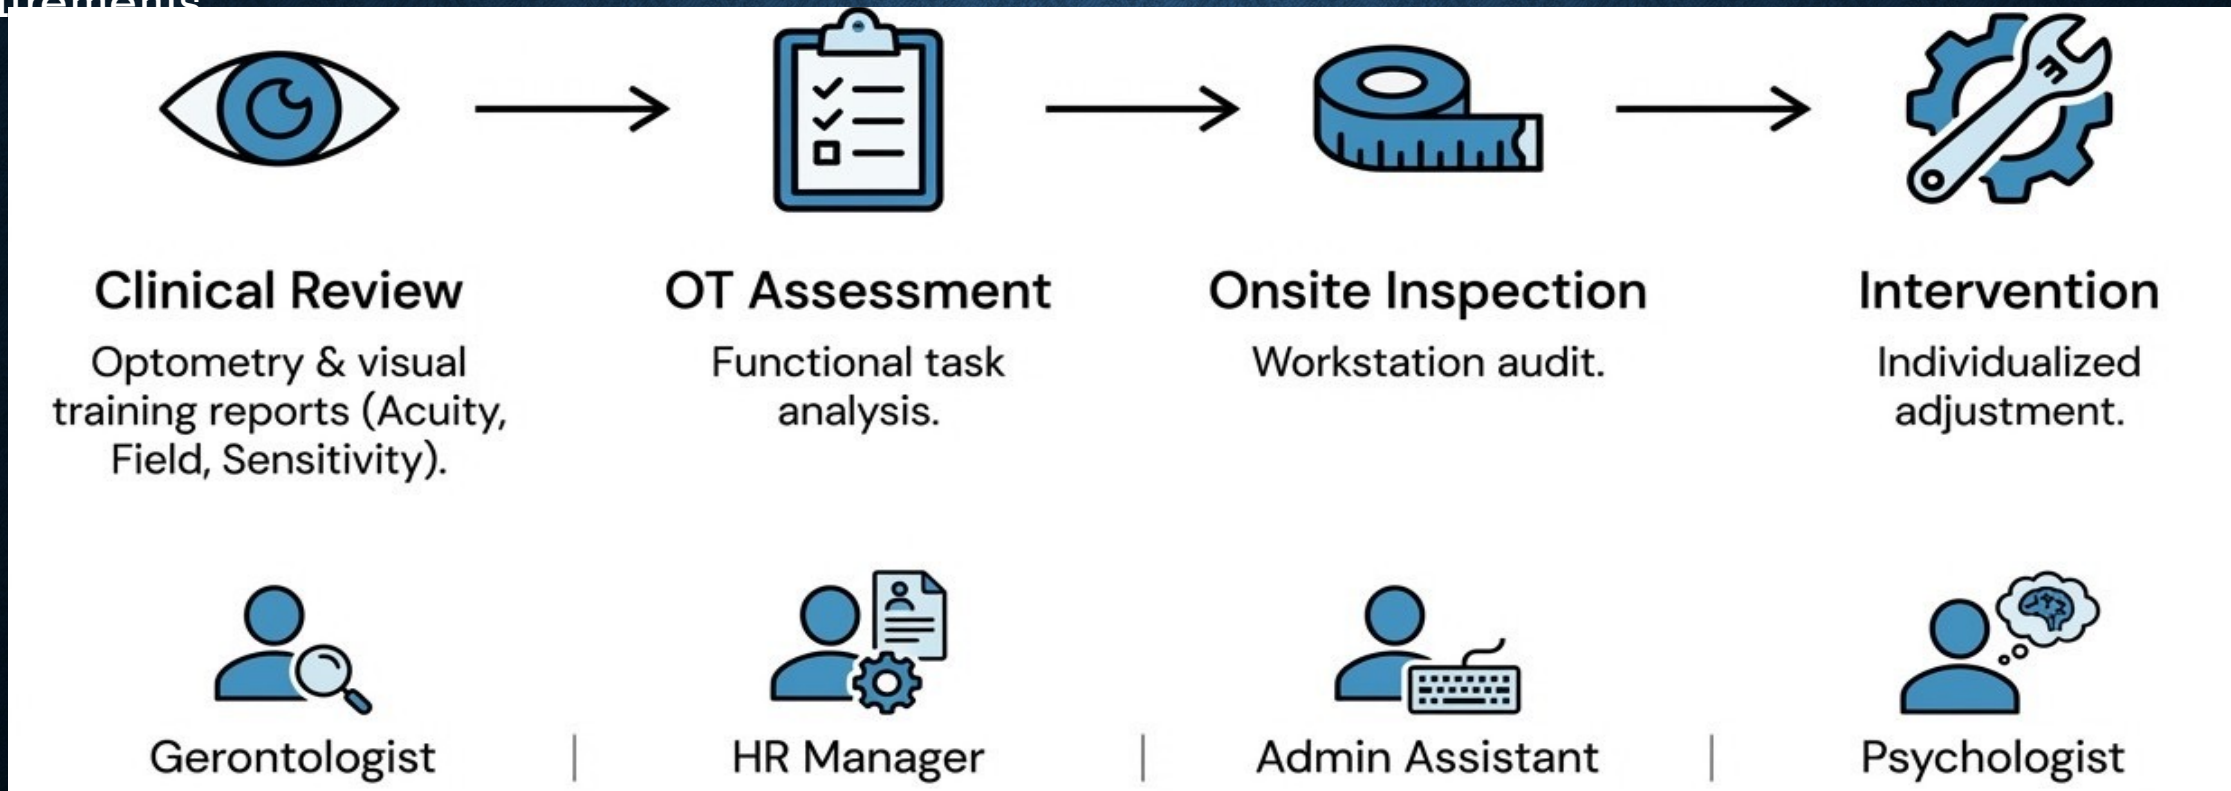 Clinical Review
Optometry & visual
training reports (Acuity,
Field, Sensitivity).
OT Assessment
Functional task
analysis.
Onsite Inspection
Workstation audit.
Intervention
Individualized
adjustment.
Gerontologist | HR Manager | Admin Assistant | Psychologist